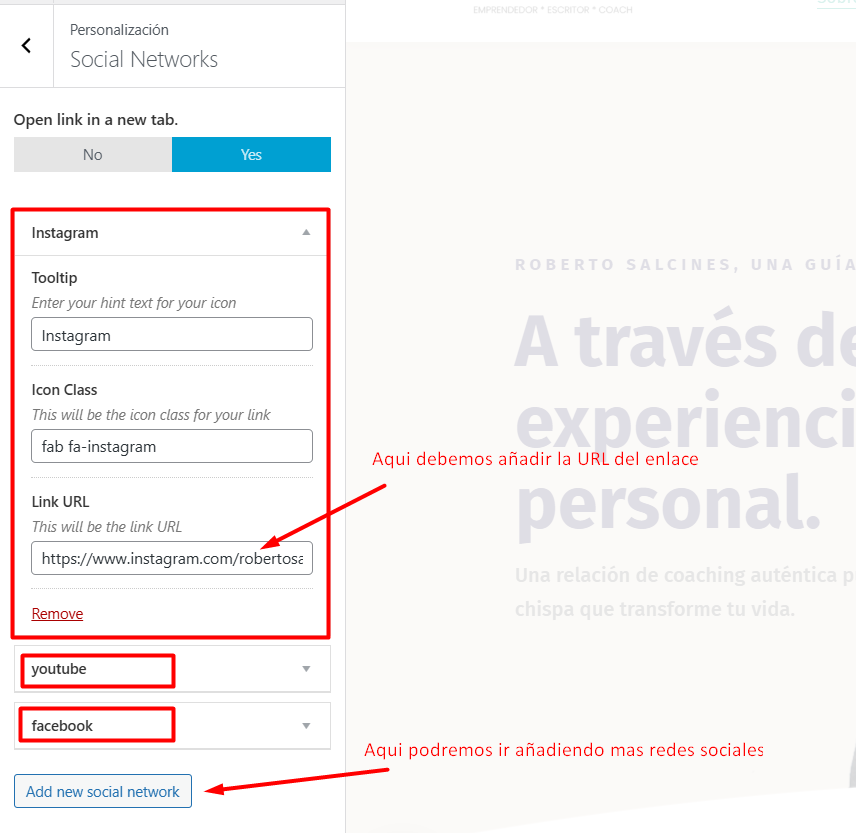 Personalización
Social Networks
EMPRENDEDOR * ESCRITOR * COACH
Open link in a new tab.
No
Yes
Instagram
Tooltip
Enter your hint text for your icon
Instagram
Icon Class
This will be the icon class for your link
fab fa-instagram
Link URL
This will be the link URL
https://www.instagram.com/robertosa
Remove
youtube
facebook
Add new social network
ROBERTO SALCINES, UNA GUÍA
A través de
experienci
personal.
Una relación de coaching auténtica p
chispa que transforme tu vida.
Aqui debemos añadir la URL del enlace
Aqui podremos ir añadiendo mas redes sociales